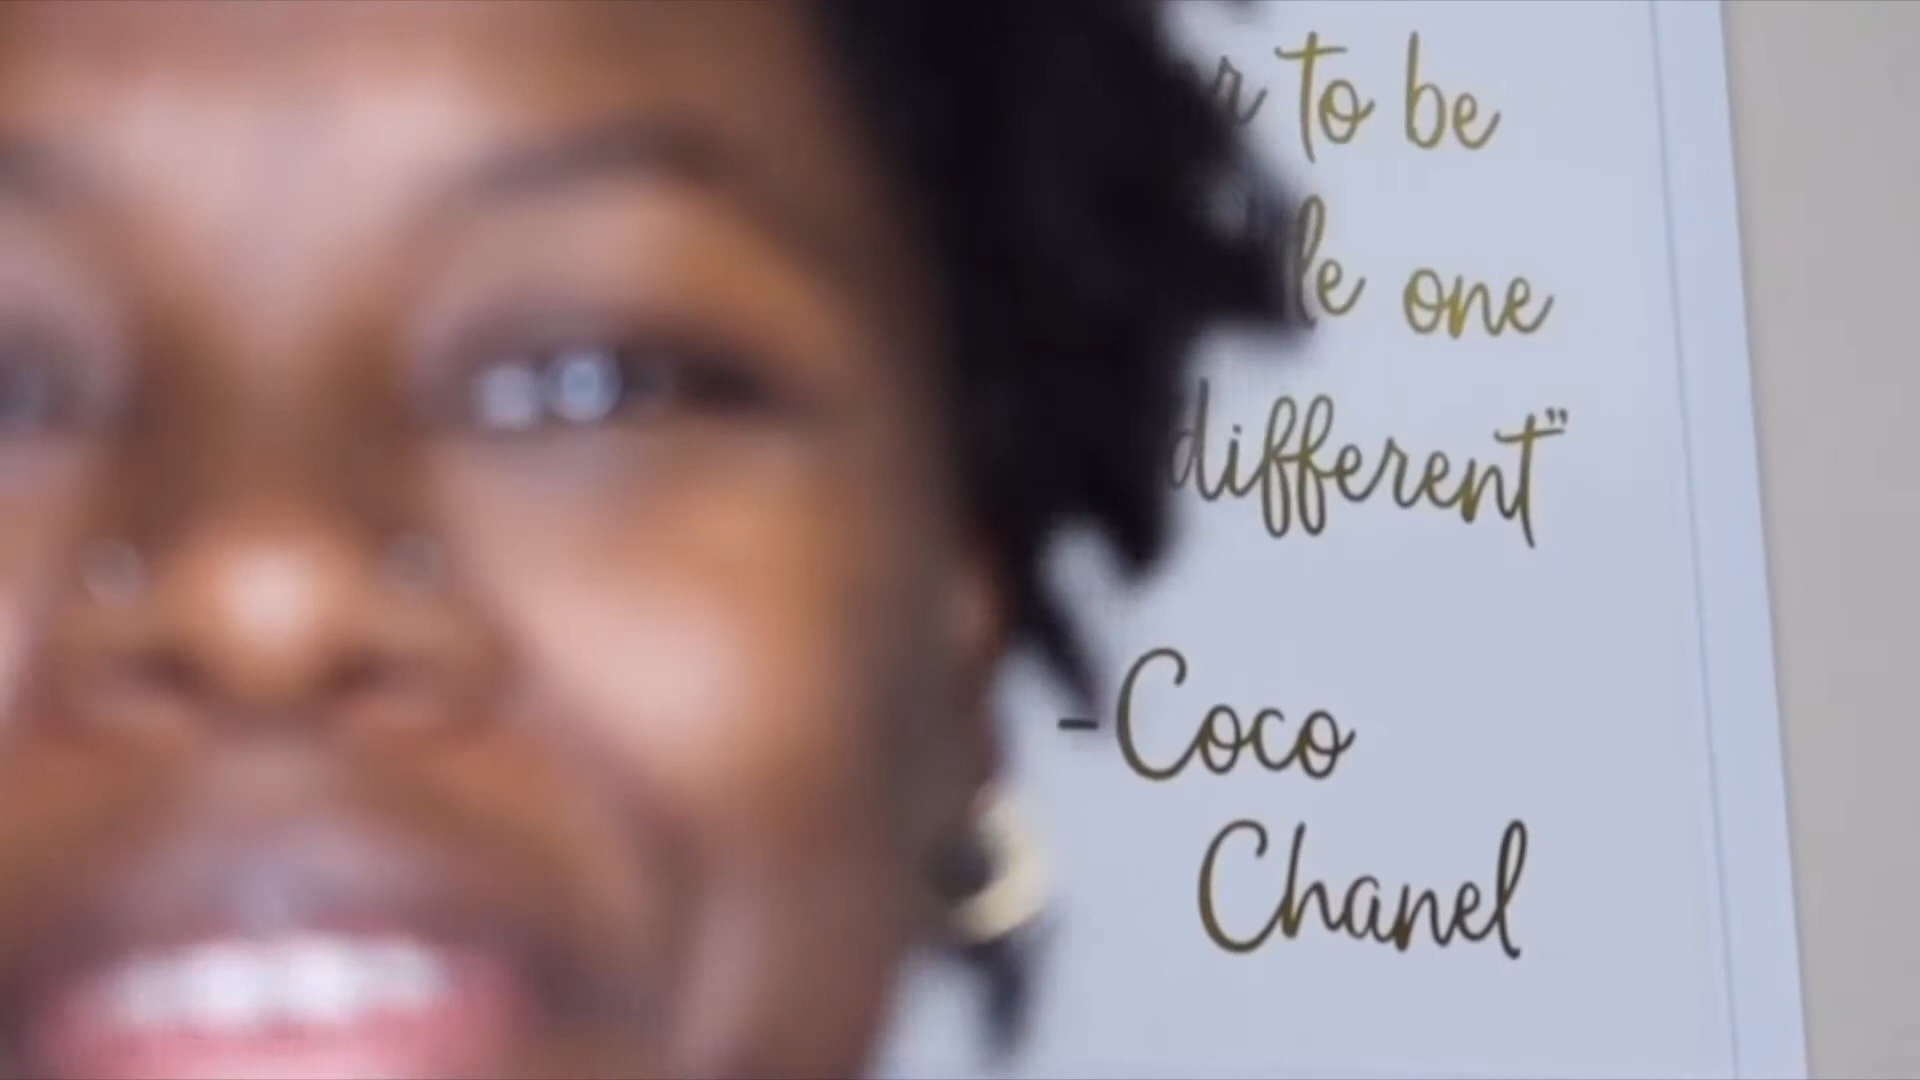 to be
one
different"
-Coco
Chanel